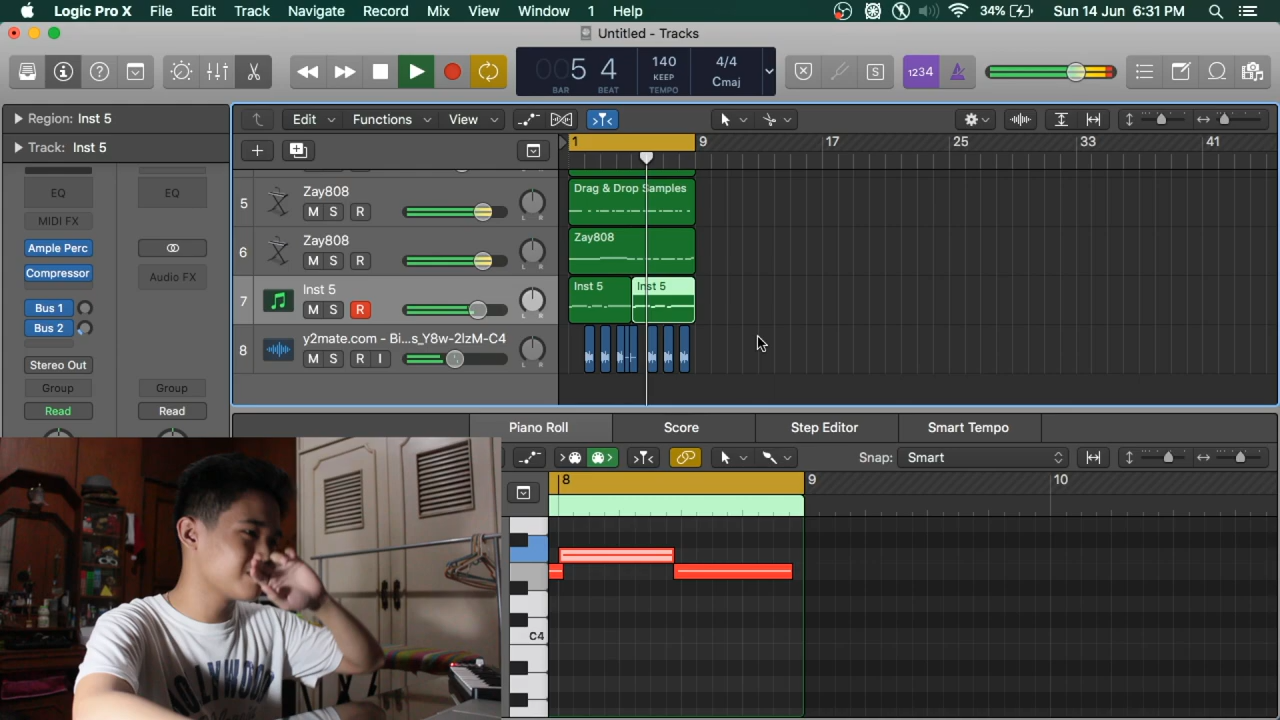 Logic Pro X File Edit Track Navigate Record Mix View Window 1 Help 34% Sun 14 Jun 6:31 PM
Untitled - Tracks
005 4 140 4/4
KEEP Cmaj
BAR BEAT TEMPO
1234
S
Region: Inst 5
Edit Functions View
Track: Inst 5
1 9 17 25 33 41
EQ EQ
MIDI FX
Ample Perc
Compressor
Audio FX
Bus 1
Bus 2
Stereo Out
Group Group
Read Read
5 Zay808
M S R L R
Drag & Drop Samples
6 Zay808
M S R L R
Zay808
7 Inst 5
M S R L R
Inst 5 Inst 5
8 y2mate.com - Bi...s_Y8w-2lzM-C4
M S R I L R
Piano Roll Score Step Editor Smart Tempo
Snap: Smart
8 9 10
C4
HOLLYWOOD